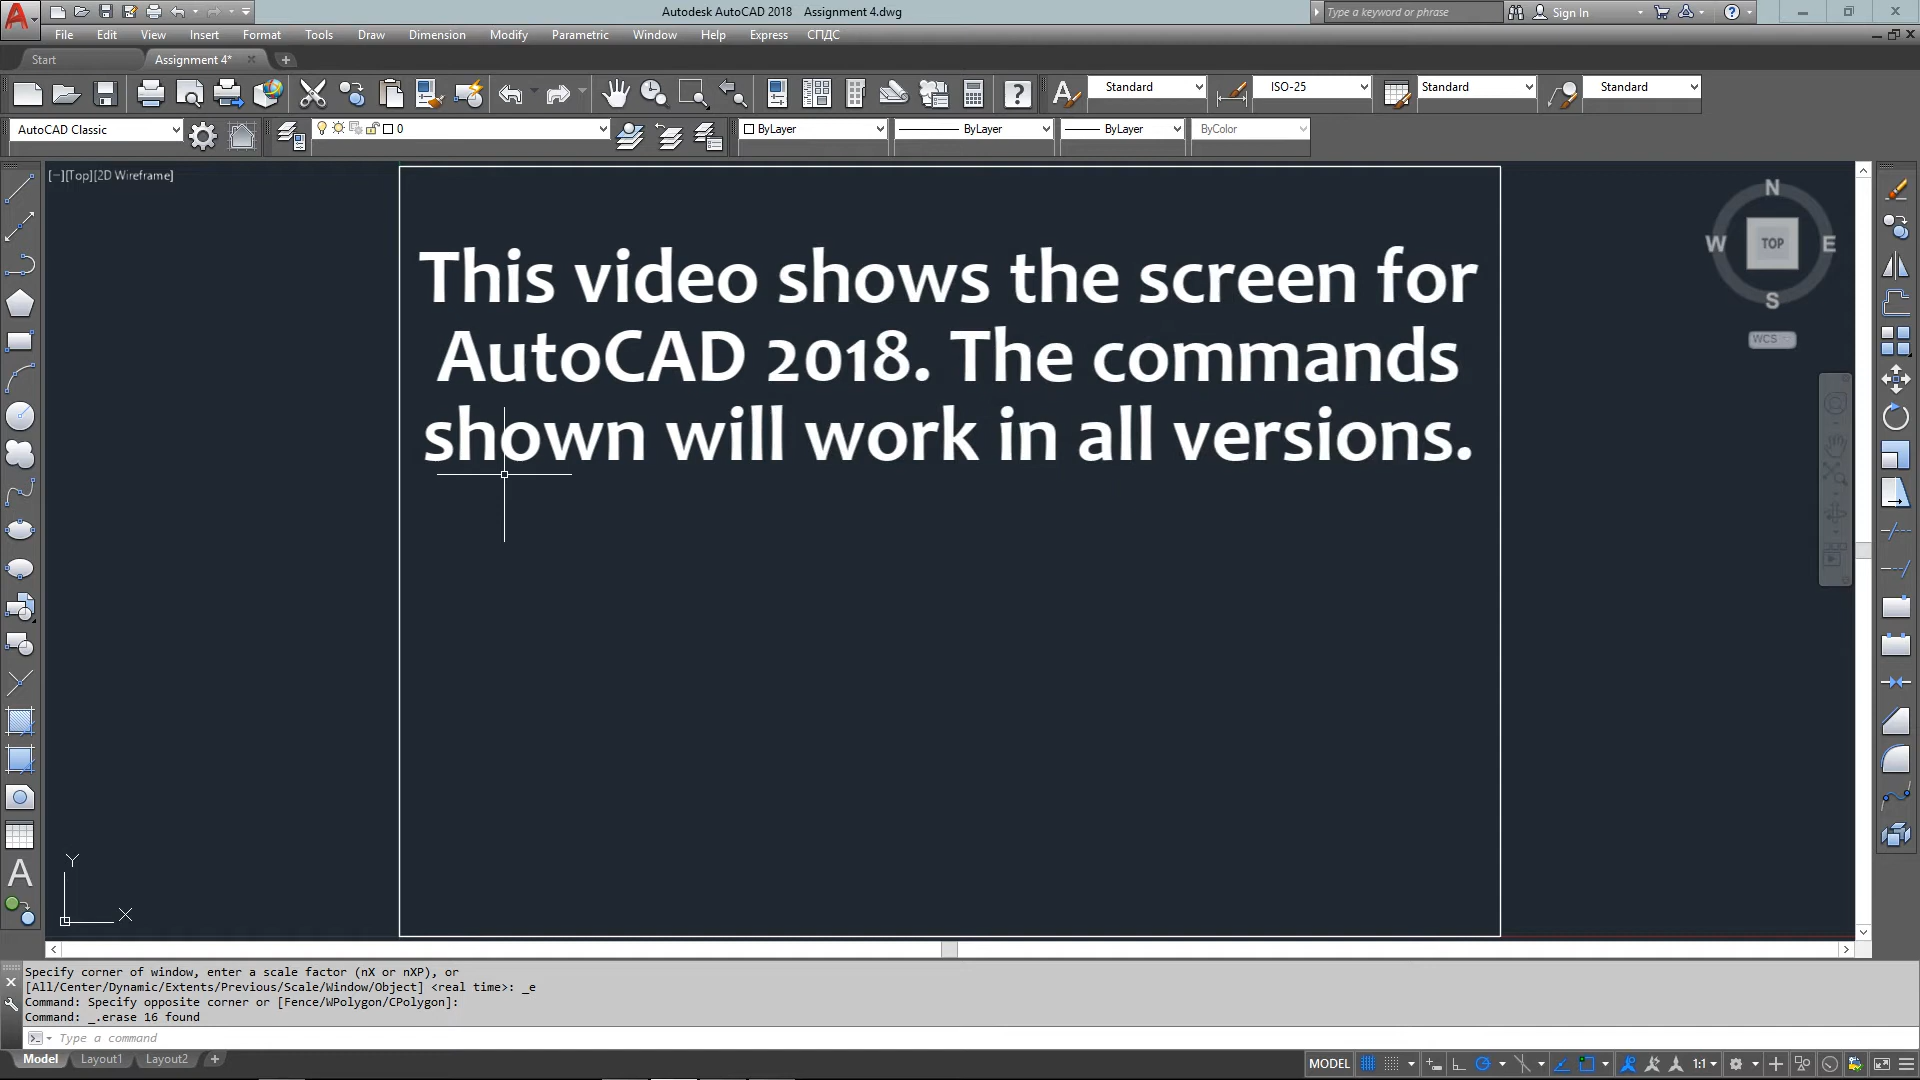 Autodesk AutoCAD 2018 Assignment 4.dwg
Type a keyword or phrase
Sign In
File Edit View Insert Format Tools Draw Dimension Modify Parametric Window Help Express СПДС
Start
Assignment 4*
Standard
ISO-25
Standard
Standard
AutoCAD Classic
0
ByLayer
ByLayer
ByLayer
ByColor
[−][Top][2D Wireframe]
N
W
TOP
E
S
WCS
This video shows the screen for
AutoCAD 2018. The commands
shown will work in all versions.
A
Y
X
Specify corner of window, enter a scale factor (nX or nXP), or
[All/Center/Dynamic/Extents/Previous/Scale/Window/Object] <real time>: _e
Command: Specify opposite corner or [Fence/WPolygon/CPolygon]:
Command: _.erase 16 found
Type a command
Model Layout1 Layout2
MODEL
1:1